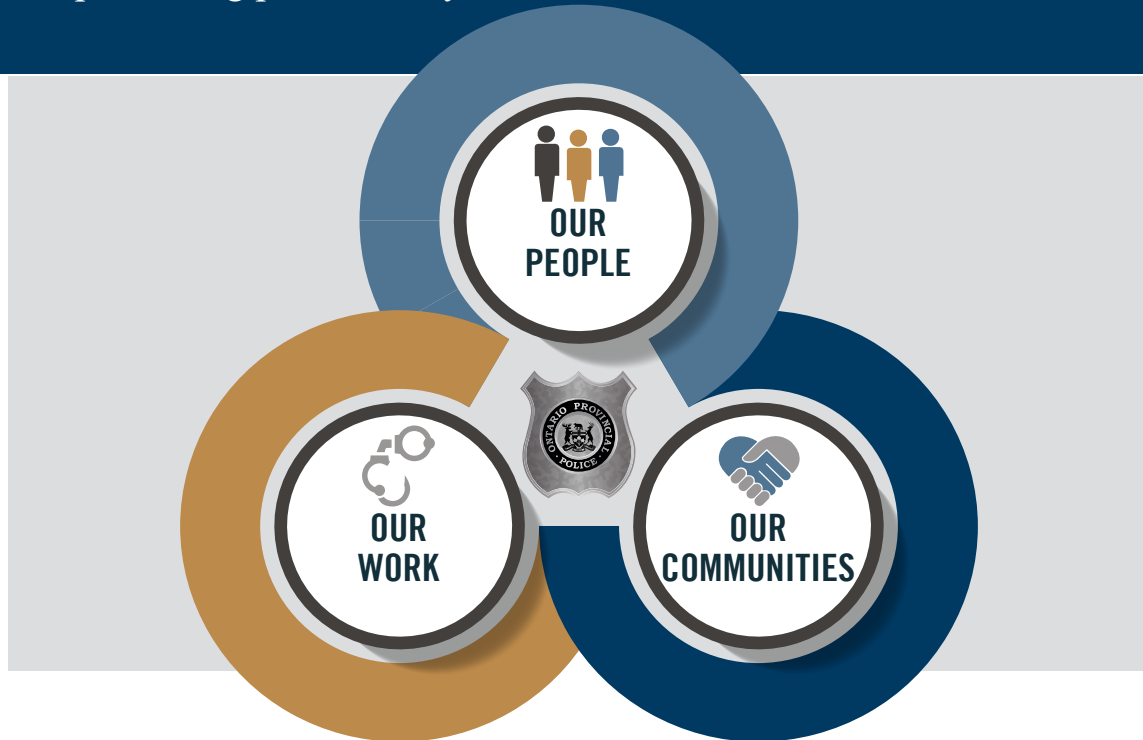 OUR
PEOPLE
ONTARIO PROVINCIAL
· POLICE ·
OUR
WORK
OUR
COMMUNITIES